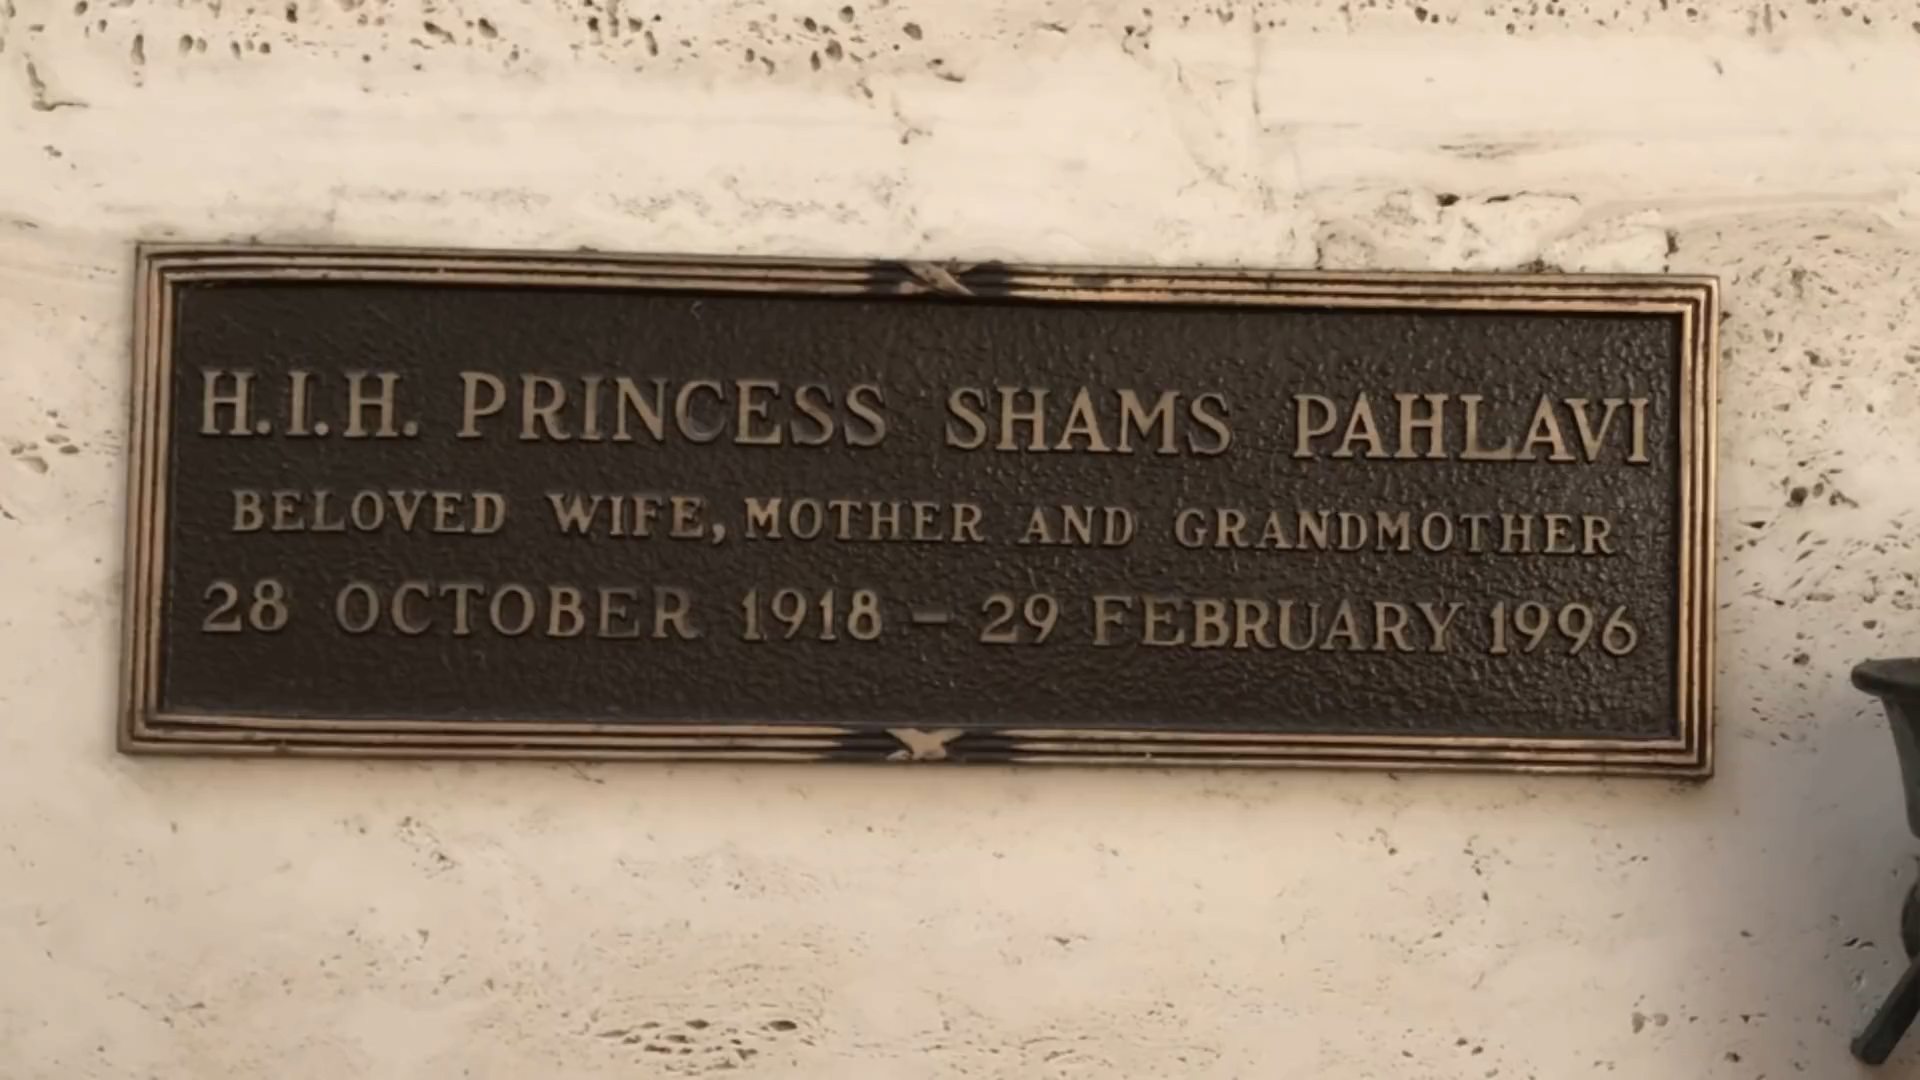 H.I.H. PRINCESS SHAMS PAHLAVI
BELOVED WIFE, MOTHER AND GRANDMOTHER
28 OCTOBER 1918 - 29 FEBRUARY 1996